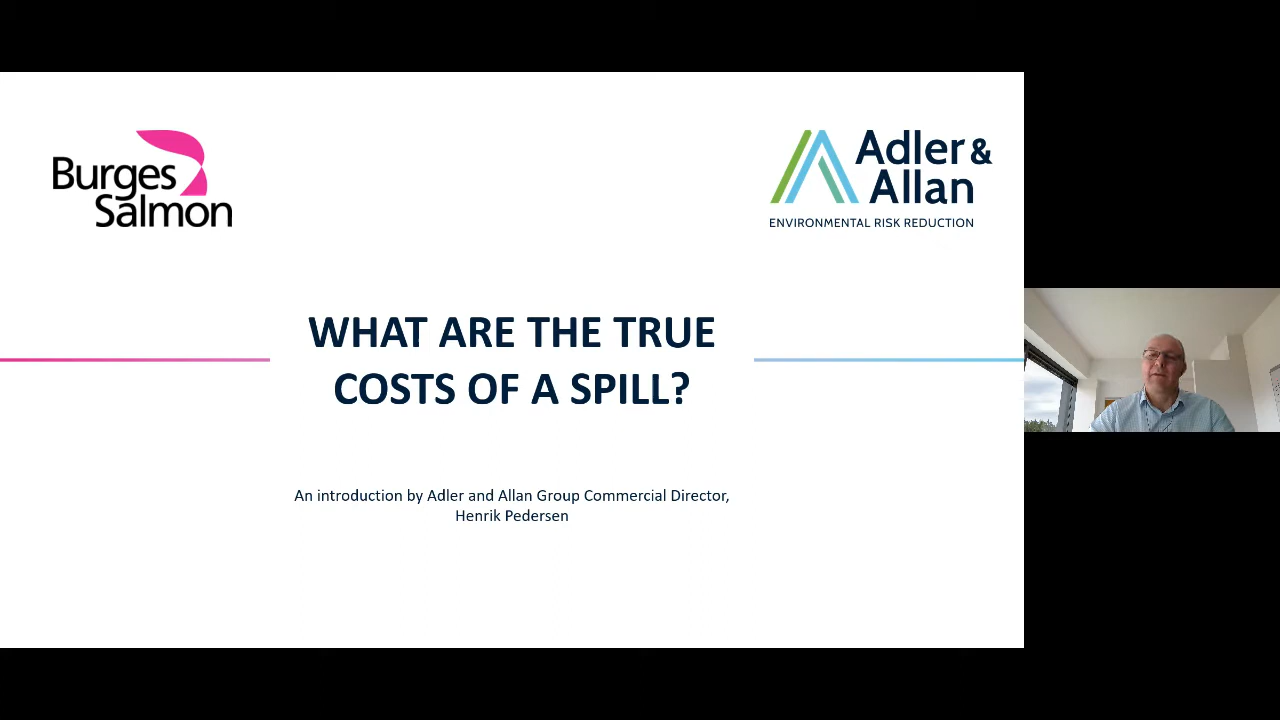 Burges
Salmon
Adler &
Allan
ENVIRONMENTAL RISK REDUCTION
WHAT ARE THE TRUE
COSTS OF A SPILL?
An introduction by Adler and Allan Group Commercial Director,
Henrik Pedersen